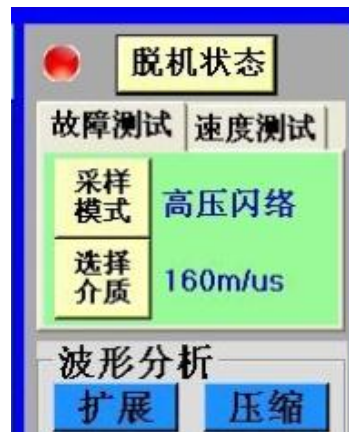 脱机状态
故障测试 速度测试
采样
模式
高压闪络
选择
介质
160m/us
波形分析
扩展 压缩